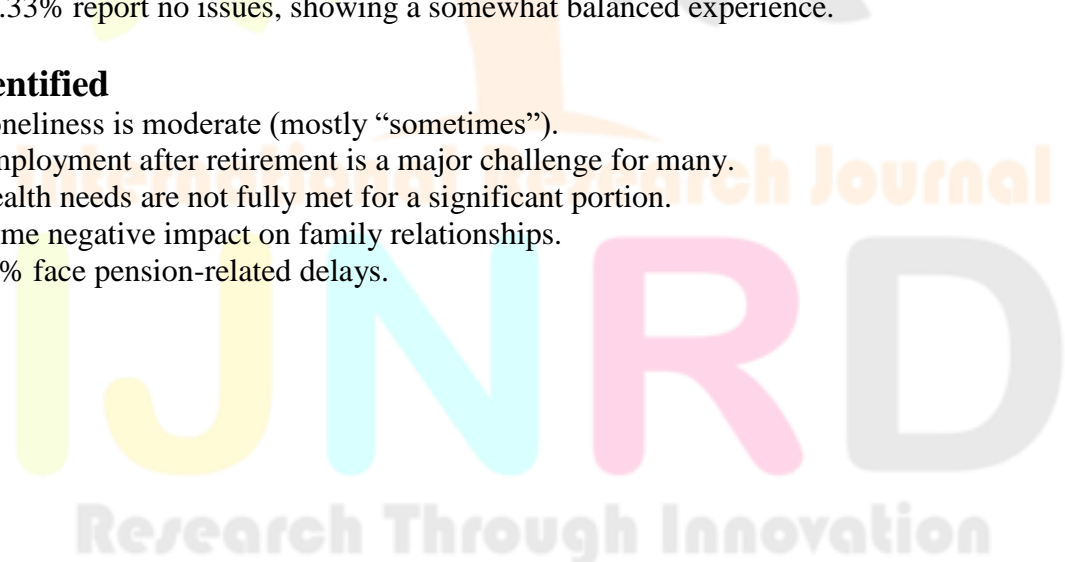 .33% report no issues, showing a somewhat balanced experience.
entified
oneliness is moderate (mostly “sometimes”).
mployment after retirement is a major challenge for many.
International Research Journal
ealth needs are not fully met for a significant portion.
me negative impact on family relationships.
% face pension-related delays.
IJNRD
Research Through Innovation